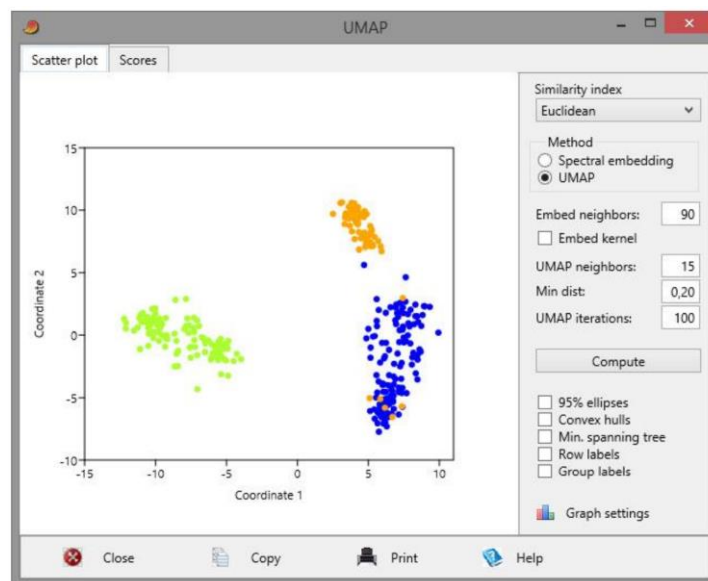 UMAP
Scatter plot
Scores
15
10
5
0
-5
-10
-15
-10
-5
0
5
10
Coordinate 2
Coordinate 1
Similarity index
Euclidean
Method
Spectral embedding
UMAP
Embed neighbors: 90
Embed kernel
UMAP neighbors: 15
Min dist: 0,20
UMAP iterations: 100
Compute
95% ellipses
Convex hulls
Min. spanning tree
Row labels
Group labels
Graph settings
Close
Copy
Print
Help